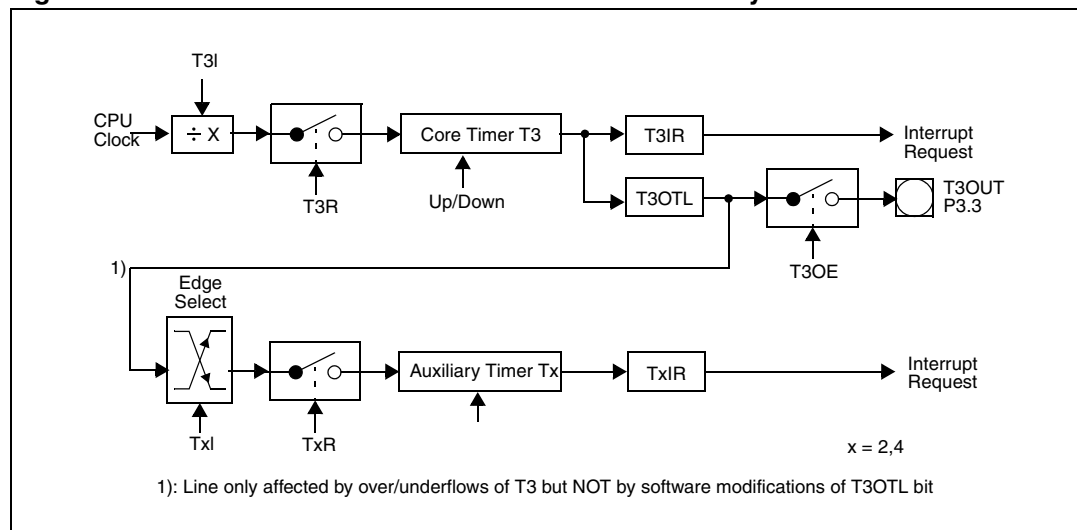 T3I
CPU
Clock
÷ X
T3R
Core Timer T3
Up/Down
T3IR
Interrupt
Request
T3OTL
T3OUT
P3.3
T3OE
1)
Edge
Select
TxI
TxR
Auxiliary Timer Tx
TxIR
Interrupt
Request
x = 2,4
1): Line only affected by over/underflows of T3 but NOT by software modifications of T3OTL bit